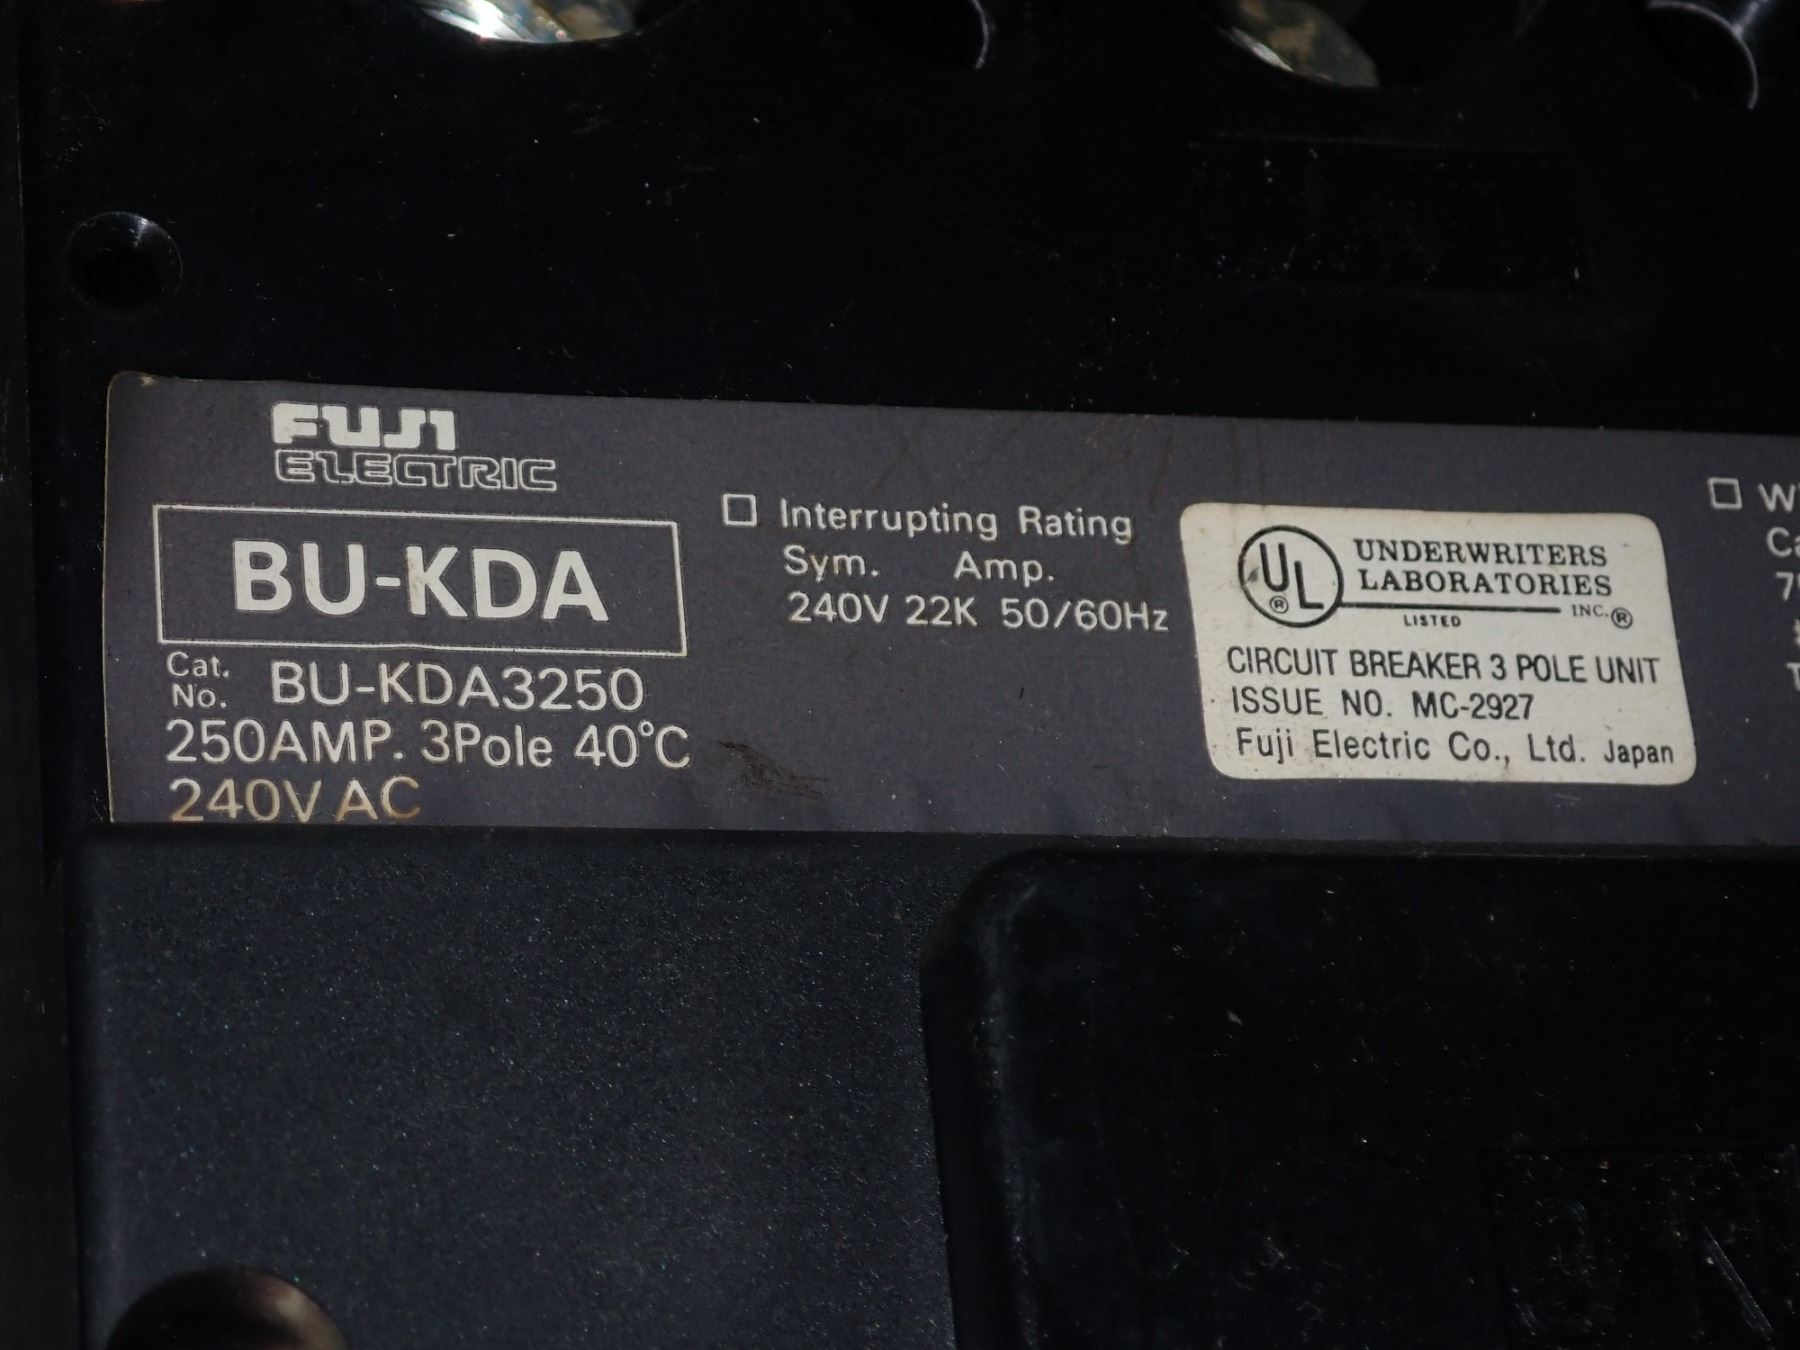 FUJI
ELECTRIC
BU-KDA
Cat. No. BU-KDA3250
250AMP. 3Pole 40°C
240V AC
Interrupting Rating
Sym. Amp.
240V 22K 50/60Hz
UL ®
UNDERWRITERS
LABORATORIES
INC.®
LISTED
CIRCUIT BREAKER 3 POLE UNIT
ISSUE NO. MC-2927
Fuji Electric Co., Ltd. Japan
ON